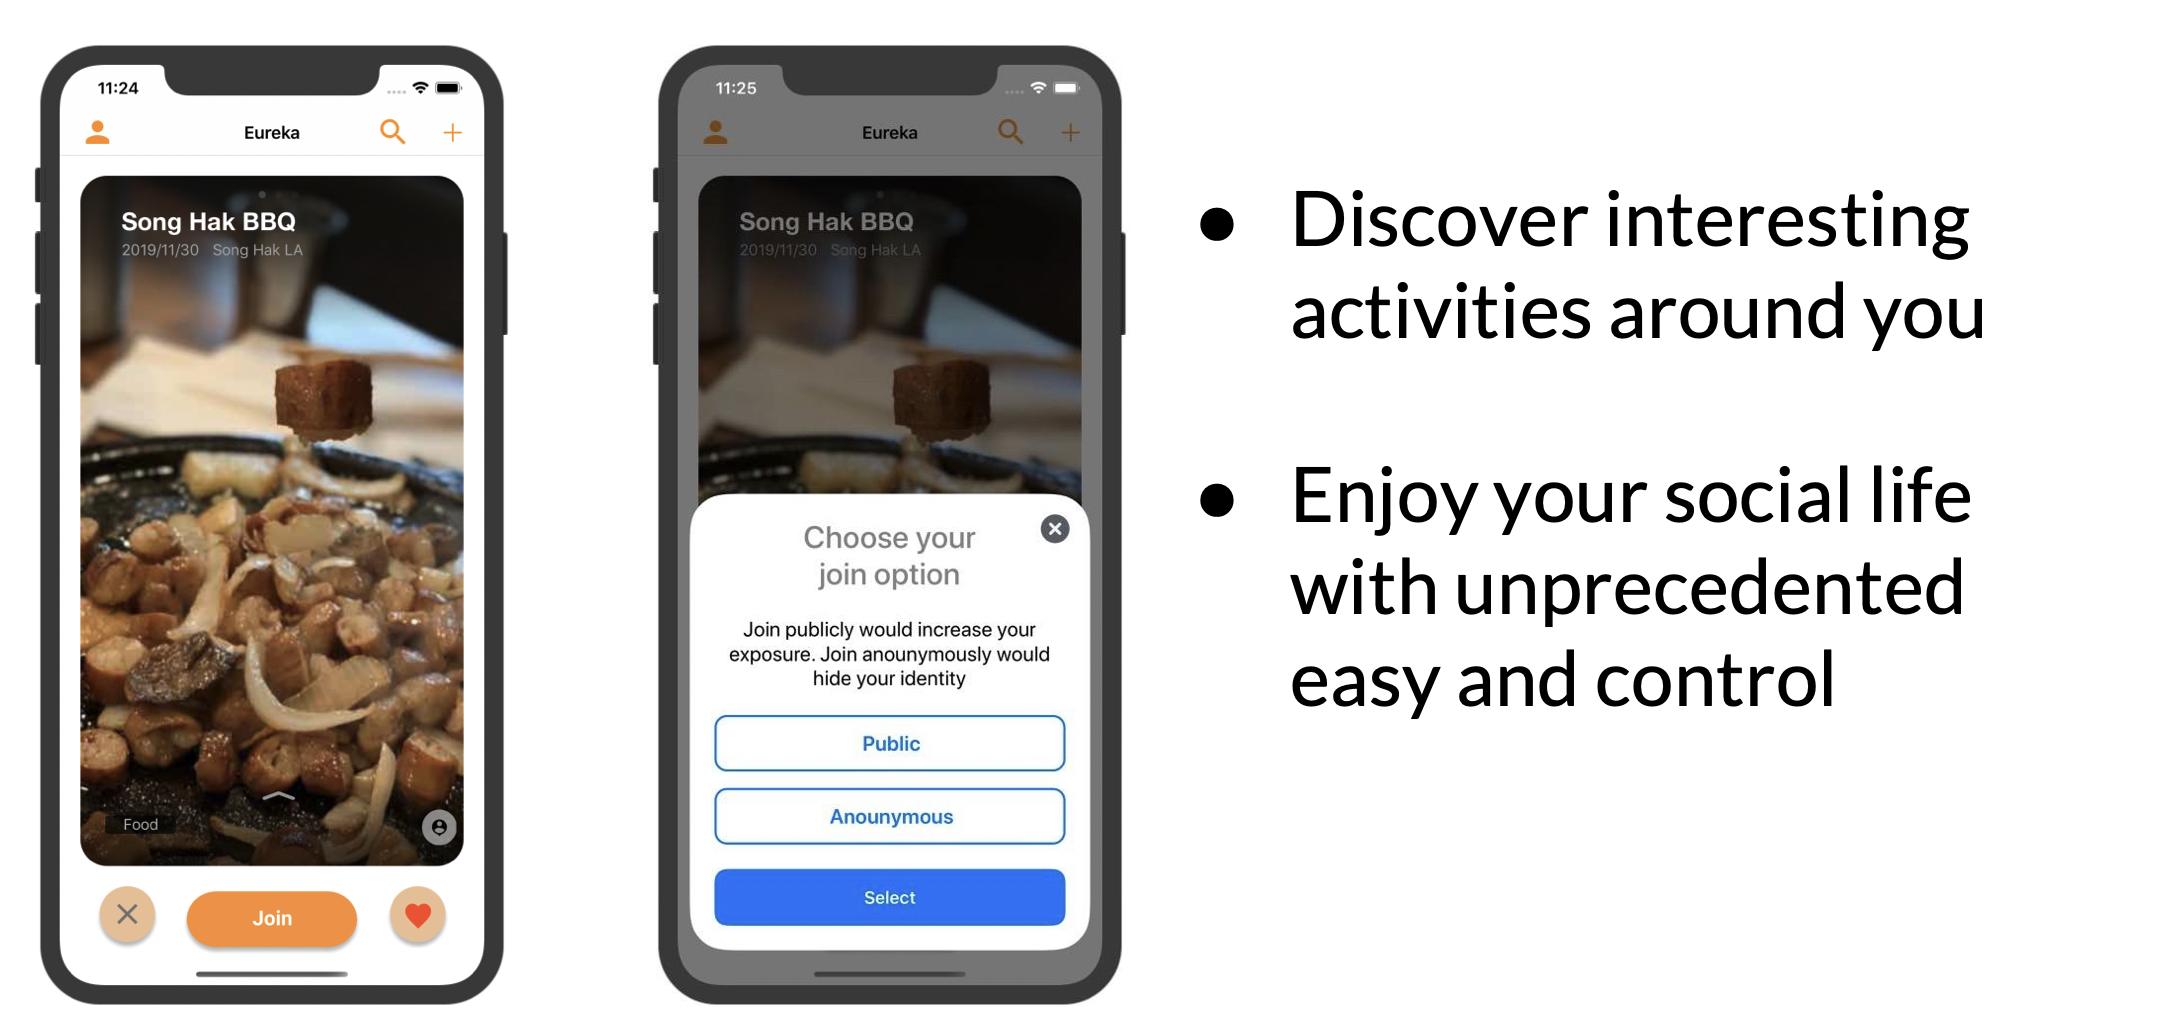 11:24
Eureka
Song Hak BBQ
2019/11/30 Song Hak LA
Food
Join
11:25
Eureka
Song Hak BBQ
2019/11/30 Song Hak LA
Choose your
join option
Join publicly would increase your
exposure. Join anounymously would
hide your identity
Public
Anounymous
Select
● Discover interesting
activities around you
● Enjoy your social life
with unprecedented
easy and control